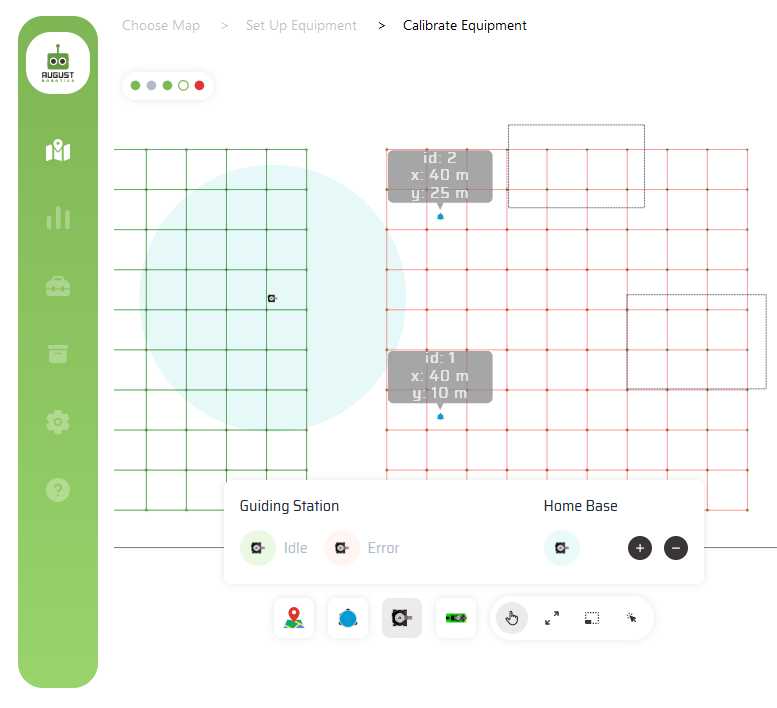 Choose Map > Set Up Equipment > Calibrate Equipment
AUGUST
ROBOTICS
id: 2
x: 40 m
y: 25 m
id: 1
x: 40 m
y: 10 m
Guiding Station
Home Base
Idle
Error